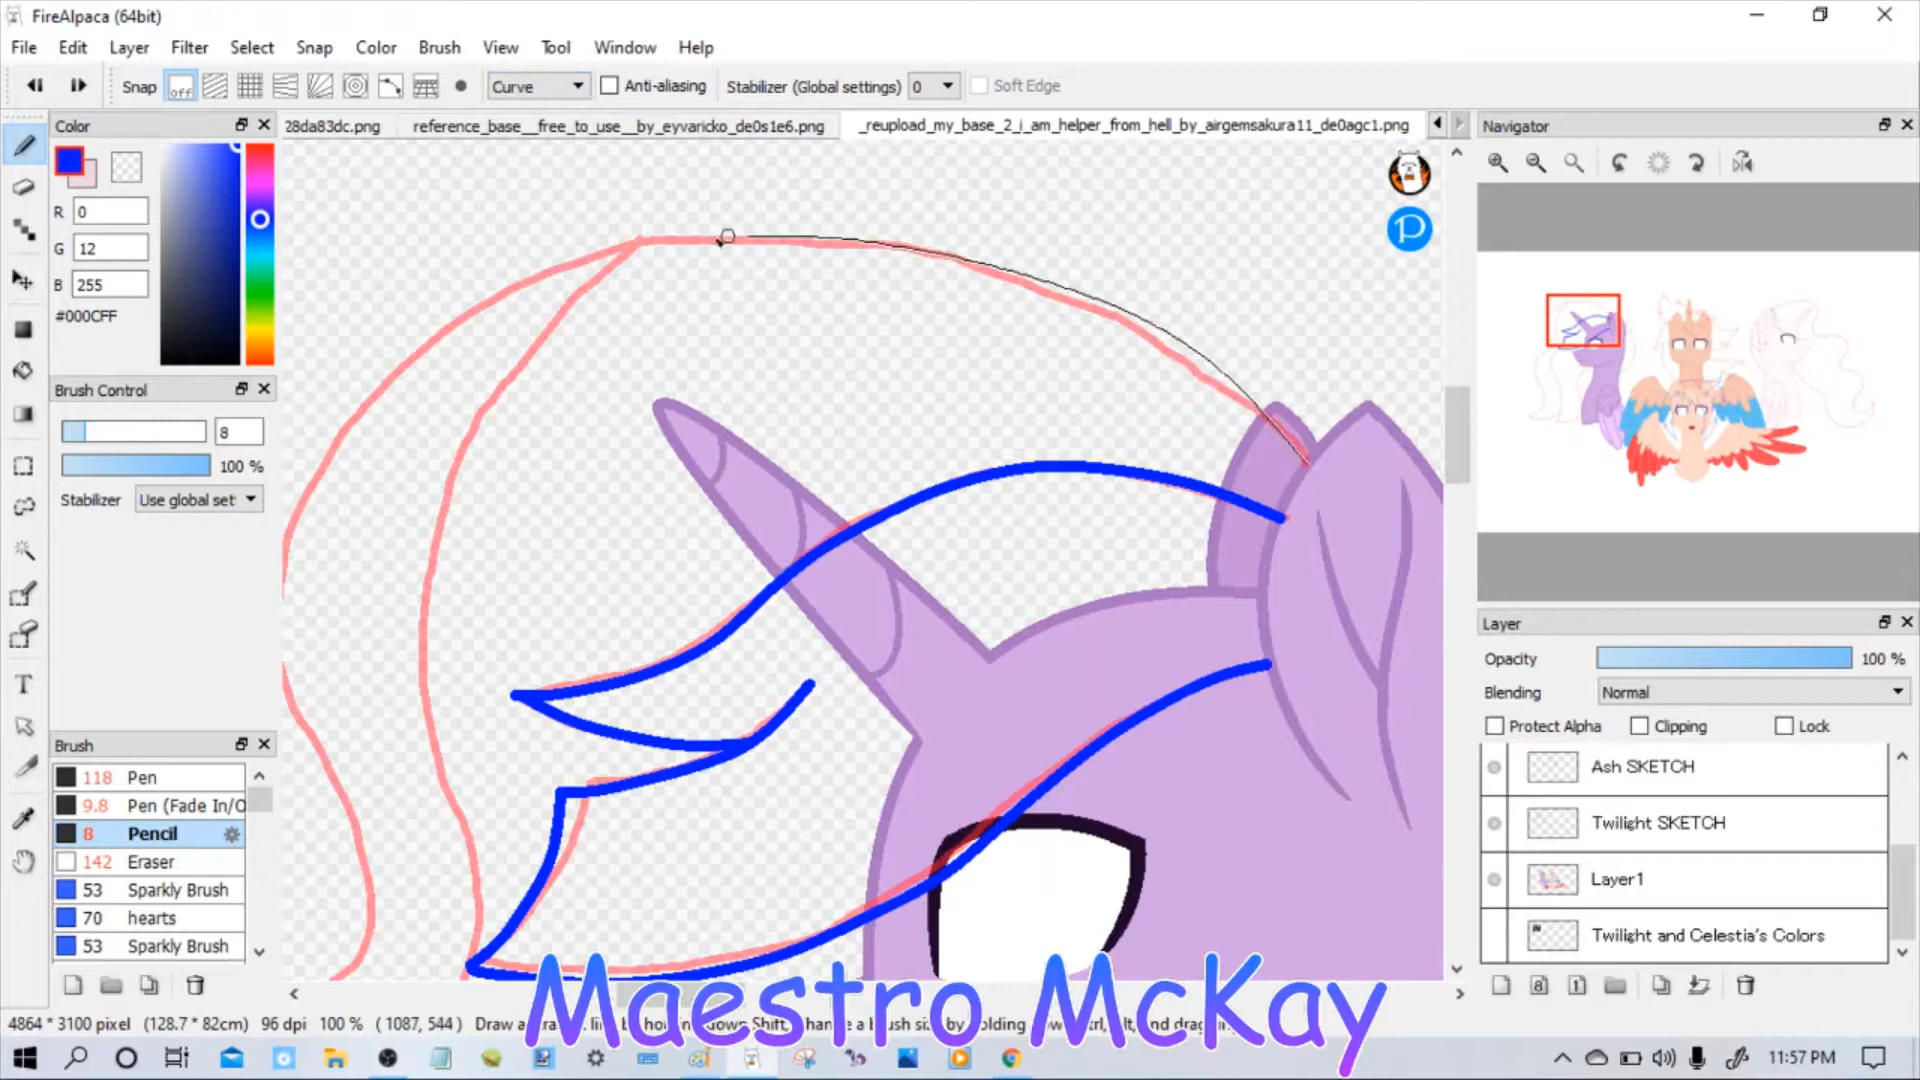 FireAlpaca (64bit)
File Edit Layer Filter Select Snap Color Brush View Tool Window Help
Snap off Curve Anti-aliasing Stabilizer (Global settings) 0 Soft Edge
Color
28da83dc.png
reference_base__free_to_use__by_eyvaricko_de0s1e6.png
_reupload_my_base_2_i_am_helper_from_hell_by_airgemsakura11_de0agc1.png
Navigator
R 0
G 12
B 255
#000CFF
Brush Control
8
100 %
Stabilizer Use global set
Brush
118 Pen
9.8 Pen (Fade In/O
8 Pencil
142 Eraser
53 Sparkly Brush
70 hearts
53 Sparkly Brush
P
Layer
Opacity 100 %
Blending Normal
Protect Alpha Clipping Lock
Ash SKETCH
Twilight SKETCH
Layer1
Twilight and Celestia's Colors
8 1
T
Maestro McKay
4864 * 3100 pixel (128.7 * 82cm) 96 dpi 100 % ( 1087, 544 )
11:57 PM